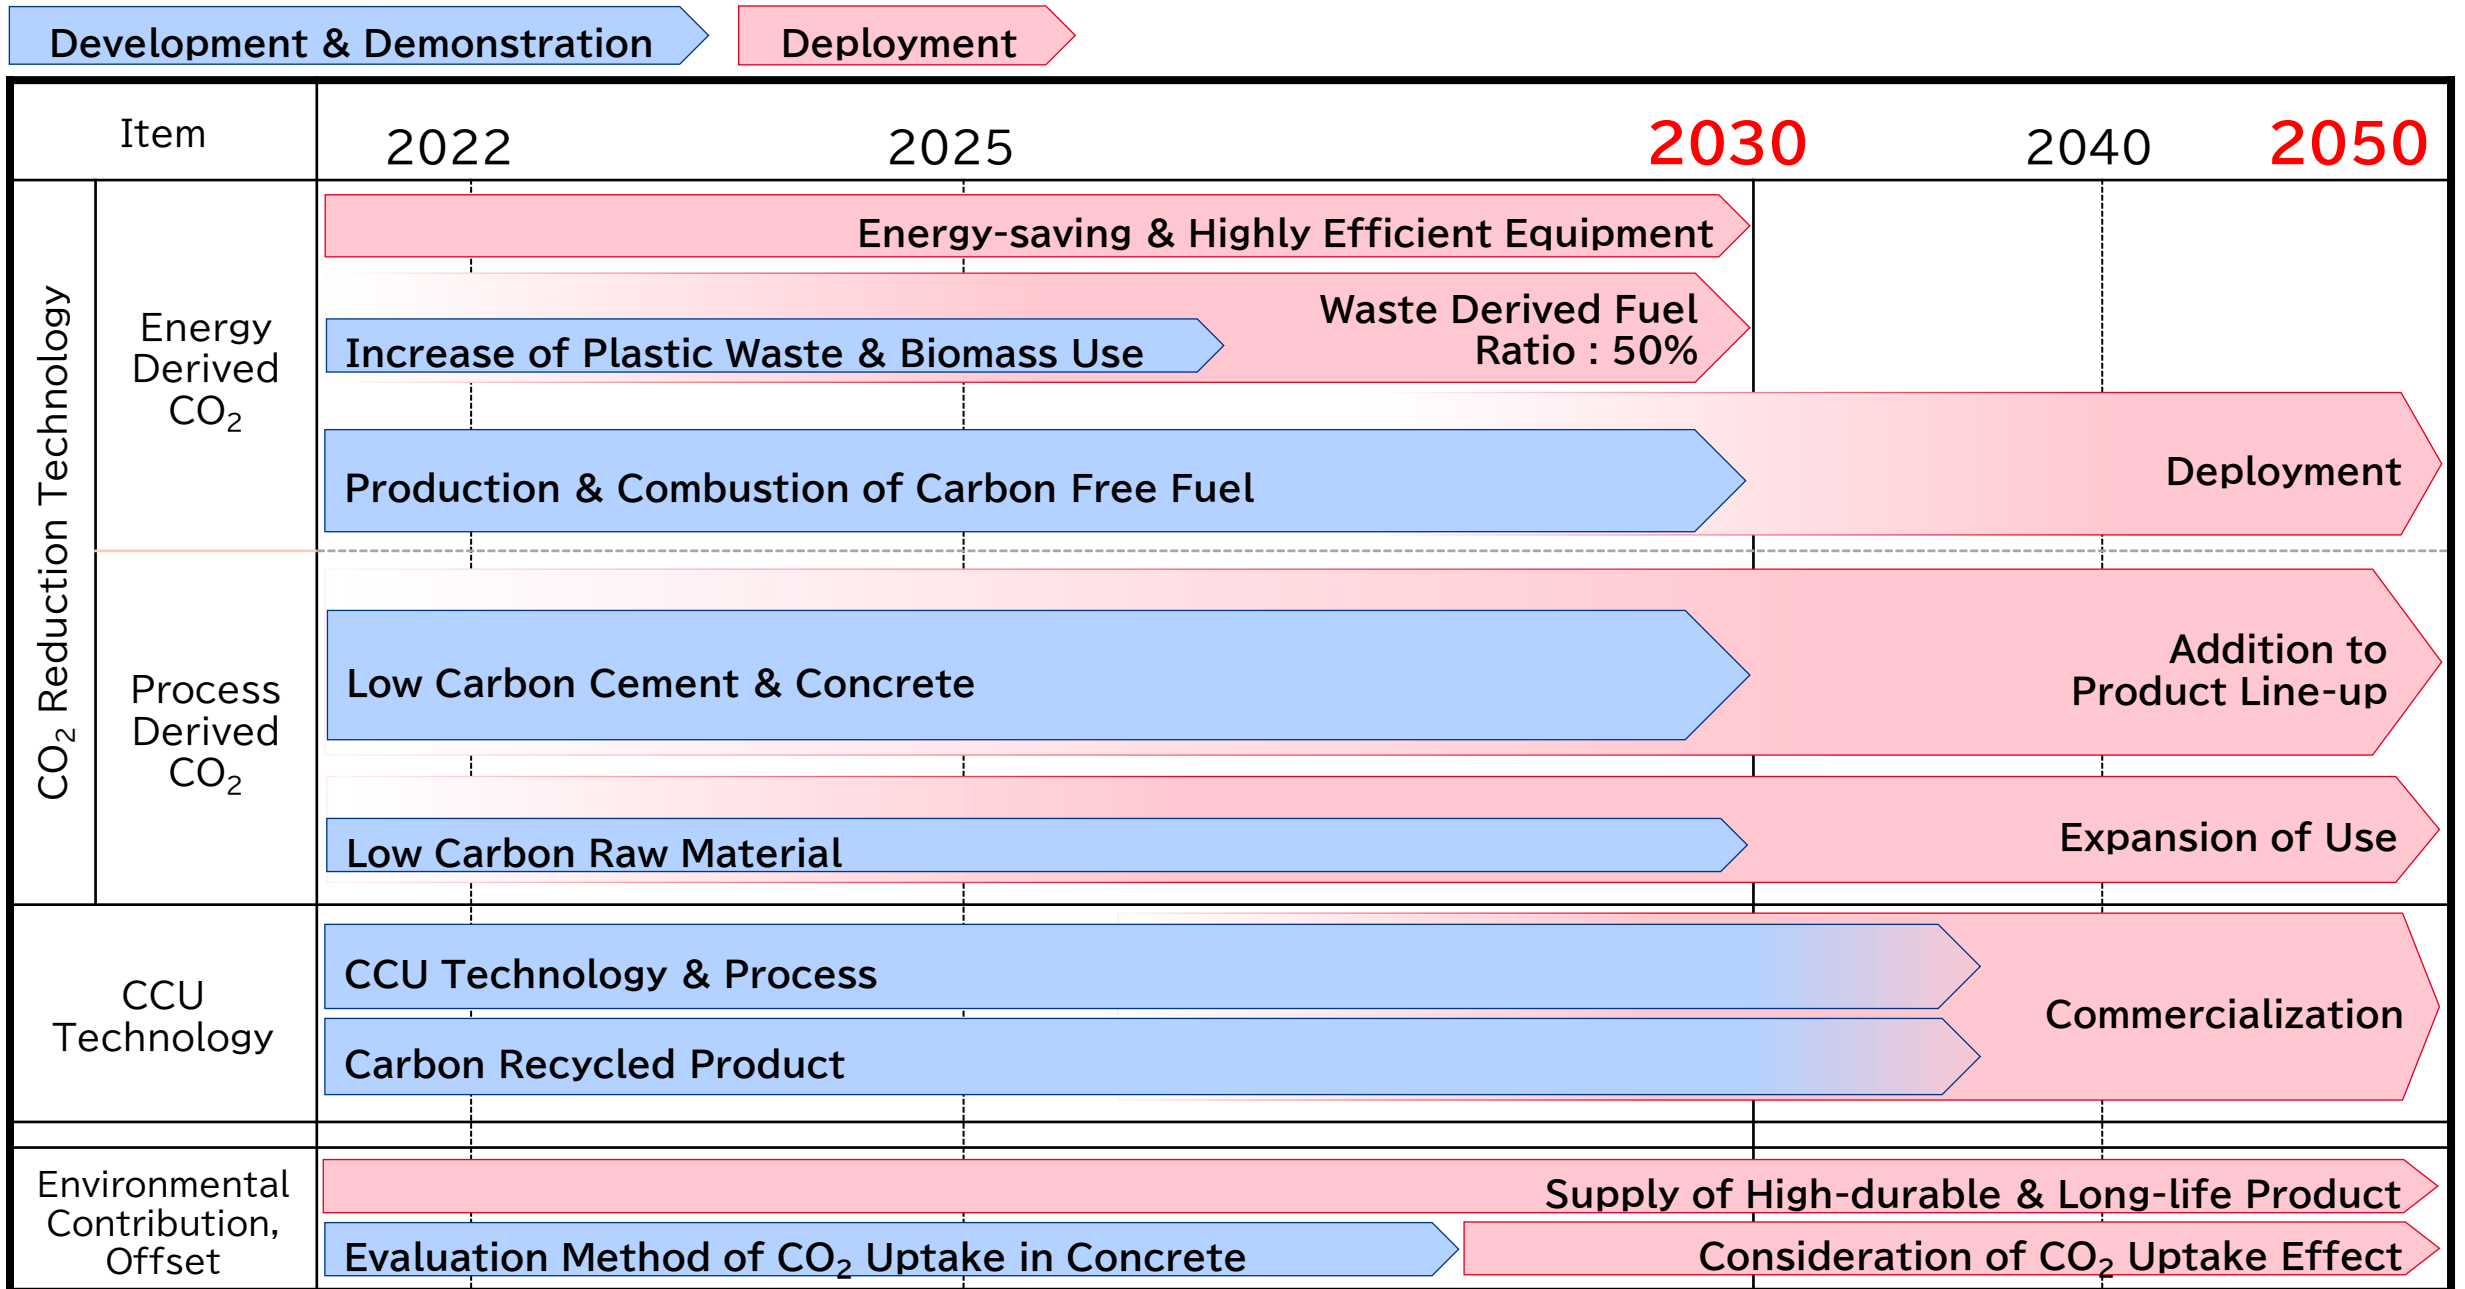 Development & Demonstration
Deployment
Item
2022
2025
2030
2040
2050
CO₂ Reduction Technology
Energy
Derived
CO₂
Energy-saving & Highly Efficient Equipment
Waste Derived Fuel
Ratio : 50%
Increase of Plastic Waste & Biomass Use
Production & Combustion of Carbon Free Fuel
Deployment
Process
Derived
CO₂
Low Carbon Cement & Concrete
Addition to
Product Line-up
Low Carbon Raw Material
Expansion of Use
CCU
Technology
CCU Technology & Process
Carbon Recycled Product
Commercialization
Environmental
Contribution,
Offset
Supply of High-durable & Long-life Product
Evaluation Method of CO₂ Uptake in Concrete
Consideration of CO₂ Uptake Effect